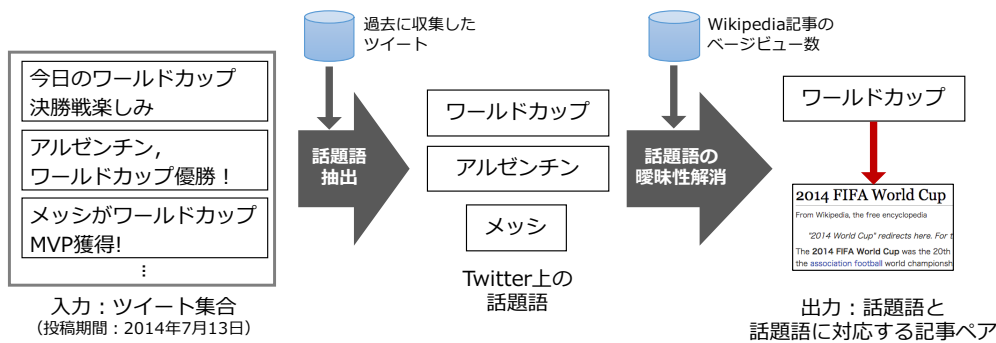 過去に収集した
ツイート
Wikipedia記事の
ページビュー数
今日のワールドカップ
決勝戦楽しみ
アルゼンチン,
ワールドカップ優勝！
メッシがワールドカップ
MVP獲得!
⋮
入力：ツイート集合
（投稿期間：2014年7月13日）
話題語
抽出
ワールドカップ
アルゼンチン
メッシ
Twitter上の
話題語
話題語の
曖昧性解消
ワールドカップ
2014 FIFA World Cup
From Wikipedia, the free encyclopedia
"2014 World Cup" redirects here. For t
The 2014 FIFA World Cup was the 20th
the association football world championsh
出力：話題語と
話題語に対応する記事ペア